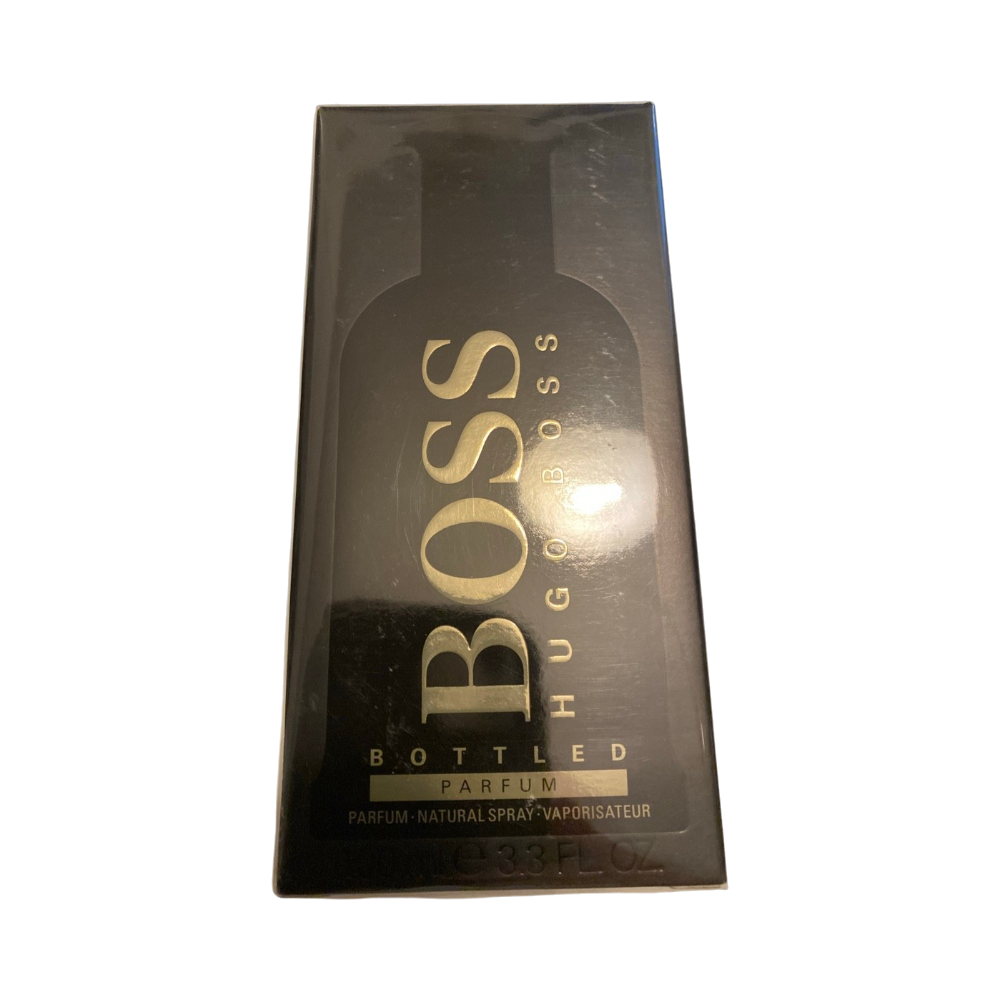 BOSS
HUGO BOSS
BOTTLED
PARFUM
PARFUM·NATURAL SPRAY·VAPORISATEUR
℮ 3.3 FL. OZ.